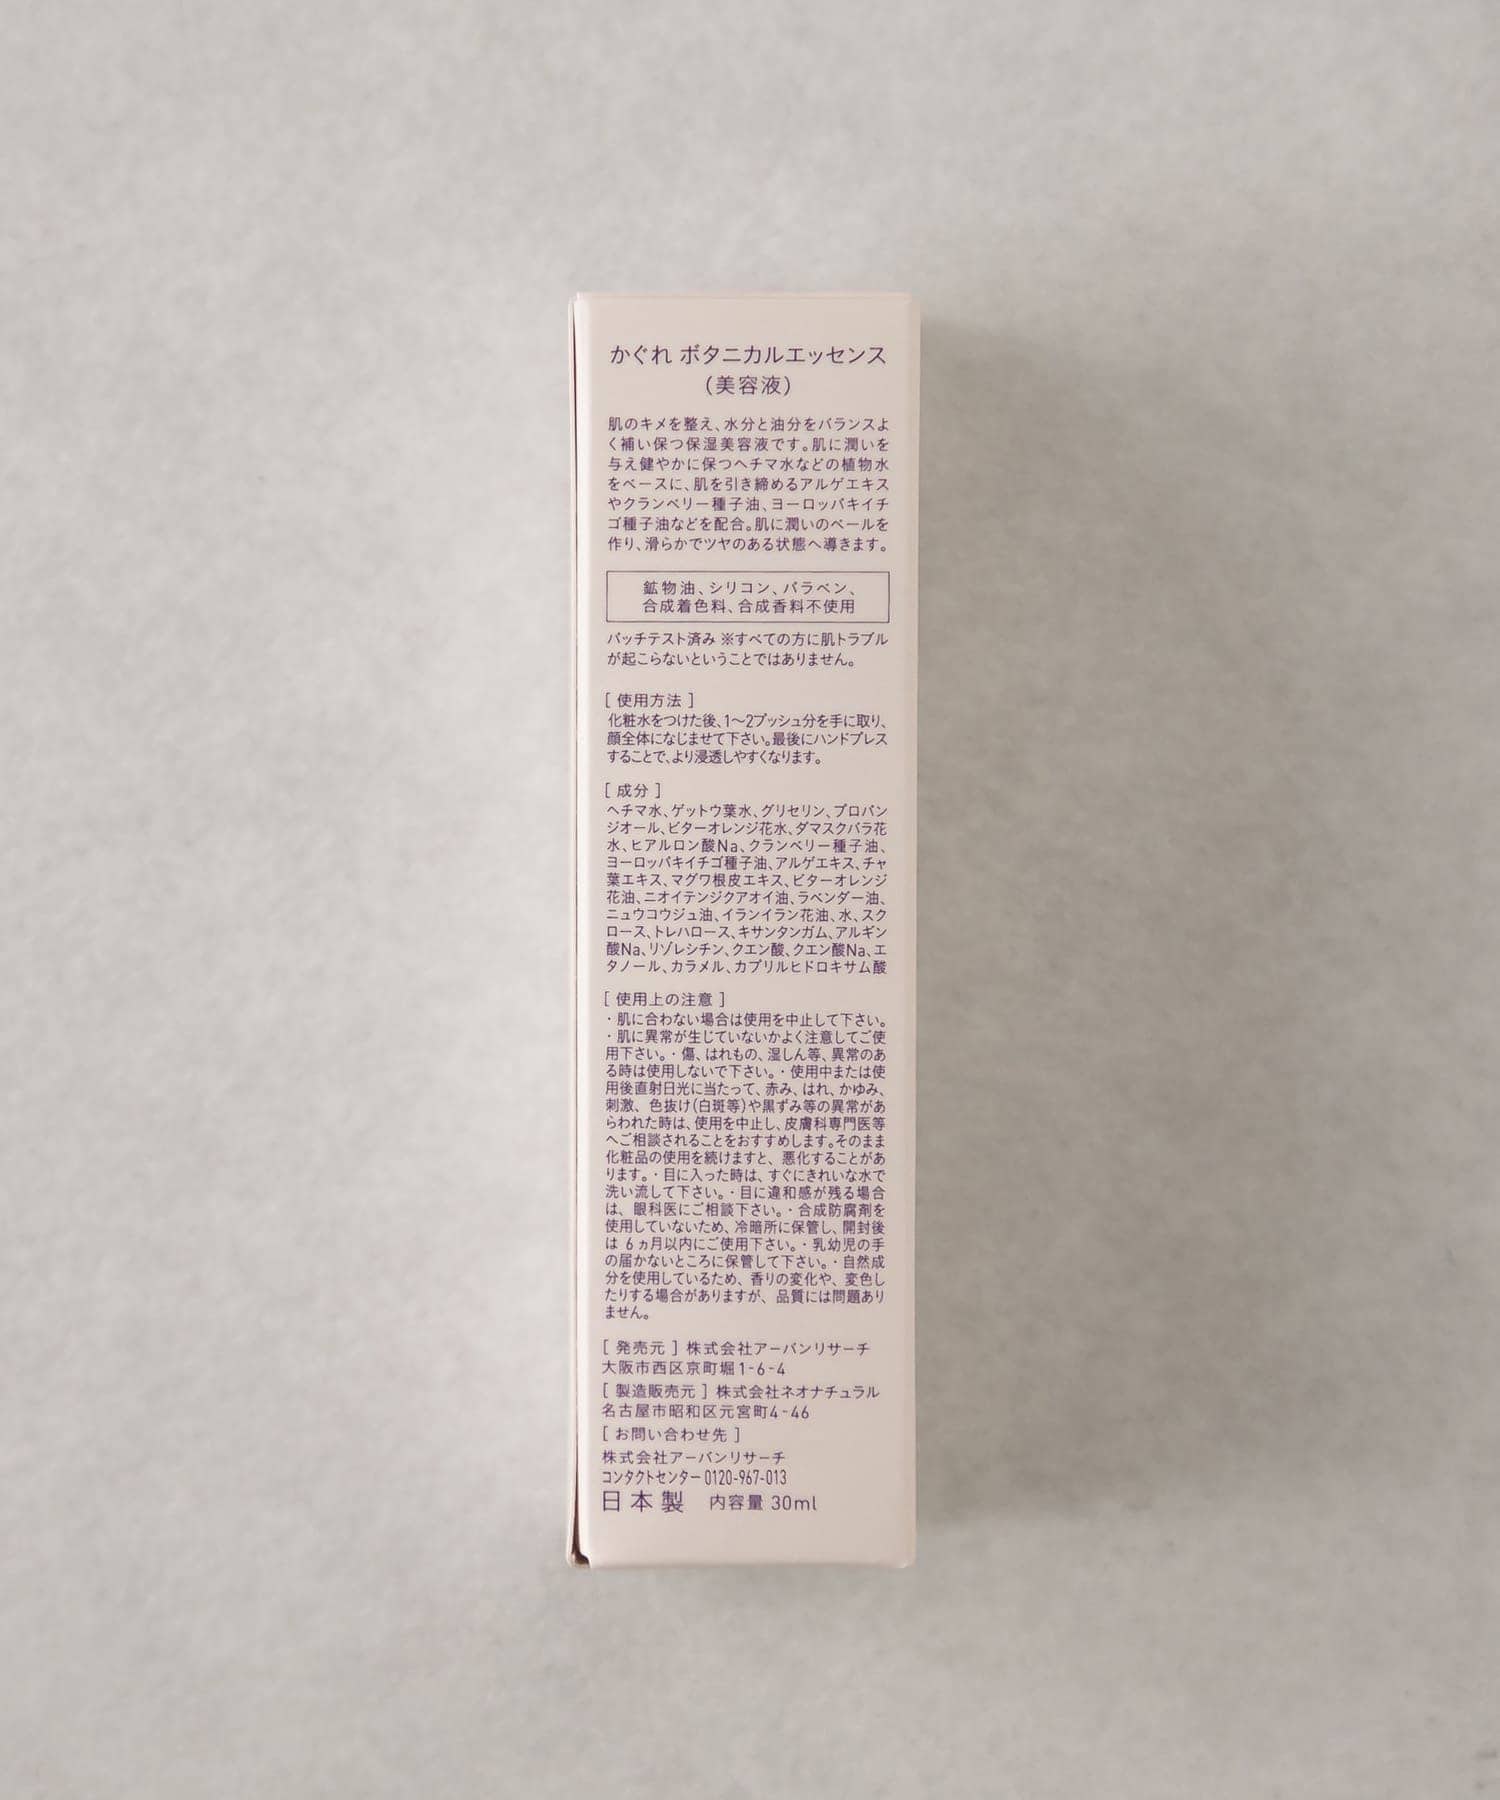 かぐれ ボタニカルエッセンス
(美容液)
肌のキメを整え、水分と油分をバランスよ
く補い保つ保湿美容液です。肌に潤いを
与え健やかに保つヘチマ水などの植物水
をベースに、肌を引き締めるアルゲエキス
やクランベリー種子油、ヨーロッパキイチ
ゴ種子油などを配合。肌に潤いのベールを
作り、滑らかでツヤのある状態へ導きます。
鉱物油、シリコン、パラベン、
合成着色料、合成香料不使用
パッチテスト済み ※すべての方に肌トラブル
が起こらないということではありません。
[ 使用方法 ]
化粧水をつけた後、1〜2プッシュ分を手に取り、
顔全体になじませて下さい。最後にハンドプレス
することで、より浸透しやすくなります。
[ 成分 ]
ヘチマ水、ゲットウ葉水、グリセリン、プロパン
ジオール、ビターオレンジ花水、ダマスクバラ花
水、ヒアルロン酸Na、クランベリー種子油、
ヨーロッパキイチゴ種子油、アルゲエキス、チャ
葉エキス、マグワ根皮エキス、ビターオレンジ
花油、ニオイテンジクアオイ油、ラベンダー油、
ニュウコウジュ油、イランイラン花油、水、スク
ロース、トレハロース、キサンタンガム、アルギン
酸Na、リゾレシチン、クエン酸、クエン酸Na、エ
タノール、カラメル、カプリルヒドロキサム酸
[ 使用上の注意 ]
・肌に合わない場合は使用を中止して下さい。
・肌に異常が生じていないかよく注意してご使
用下さい。・傷、はれもの、湿しん等、異常のあ
る時は使用しないで下さい。・使用中または使
用後直射日光に当たって、赤み、はれ、かゆみ、
刺激、色抜け(白斑等)や黒ずみ等の異常があ
らわれた時は、使用を中止し、皮膚科専門医等
へご相談されることをおすすめします。そのまま
化粧品の使用を続けますと、悪化することがあ
ります。・目に入った時は、すぐにきれいな水で
洗い流して下さい。・目に違和感が残る場合
は、眼科医にご相談下さい。・合成防腐剤を
使用していないため、冷暗所に保管し、開封後
は 6ヵ月以内にご使用下さい。・乳幼児の手
の届かないところに保管して下さい。・自然成
分を使用しているため、香りの変化や、変色し
たりする場合がありますが、品質には問題あり
ません。
[ 発売元 ] 株式会社アーバンリサーチ
大阪市西区京町堀1-6-4
[ 製造販売元 ] 株式会社ネオナチュラル
名古屋市昭和区元宮町4-46
[ お問い合わせ先 ]
株式会社アーバンリサーチ
コンタクトセンター 0120-967-013
日本製 内容量 30ml